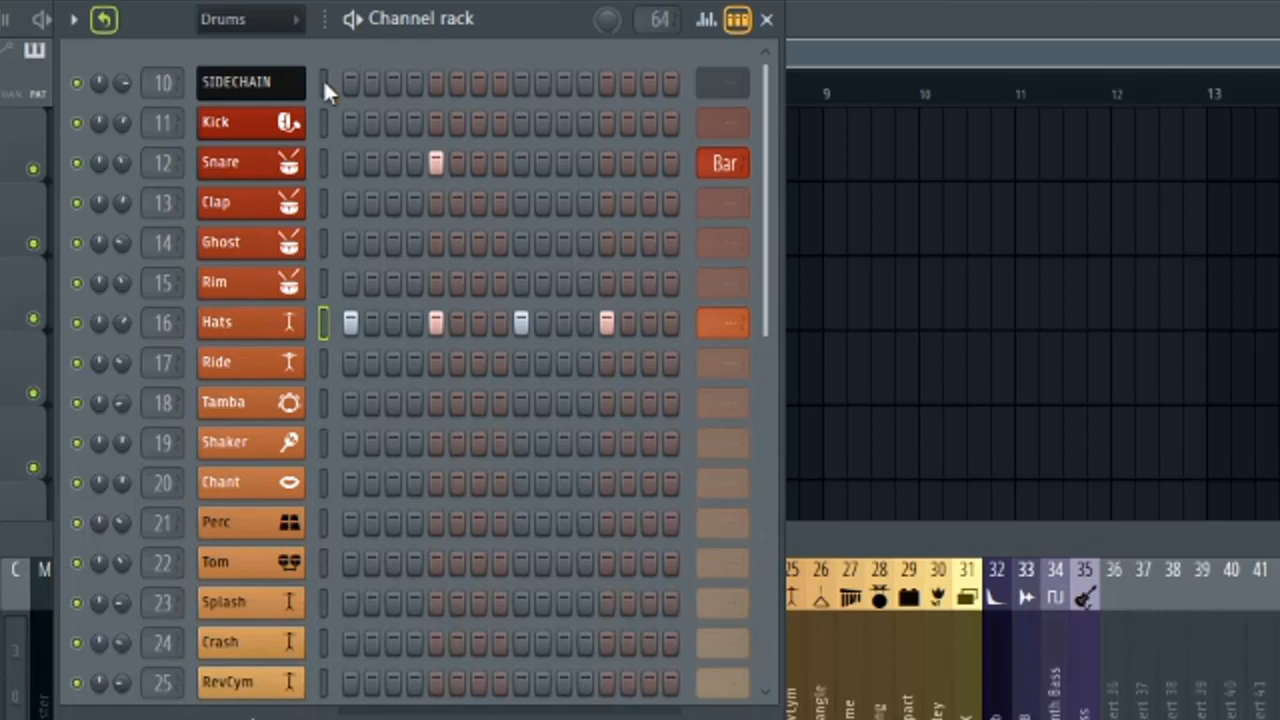 Drums
Channel rack
64
PAT
10 SIDECHAIN
11 Kick
12 Snare Bar
13 Clap
14 Ghost
15 Rim
16 Hats
17 Ride
18 Tamba
19 Shaker
20 Chant
21 Perc
22 Tom
23 Splash
24 Crash
25 RevCym
9 10 11 12 13
C M
25 26 27 28 29 30 31 32 33 34 35 36 37 38 39 40 41